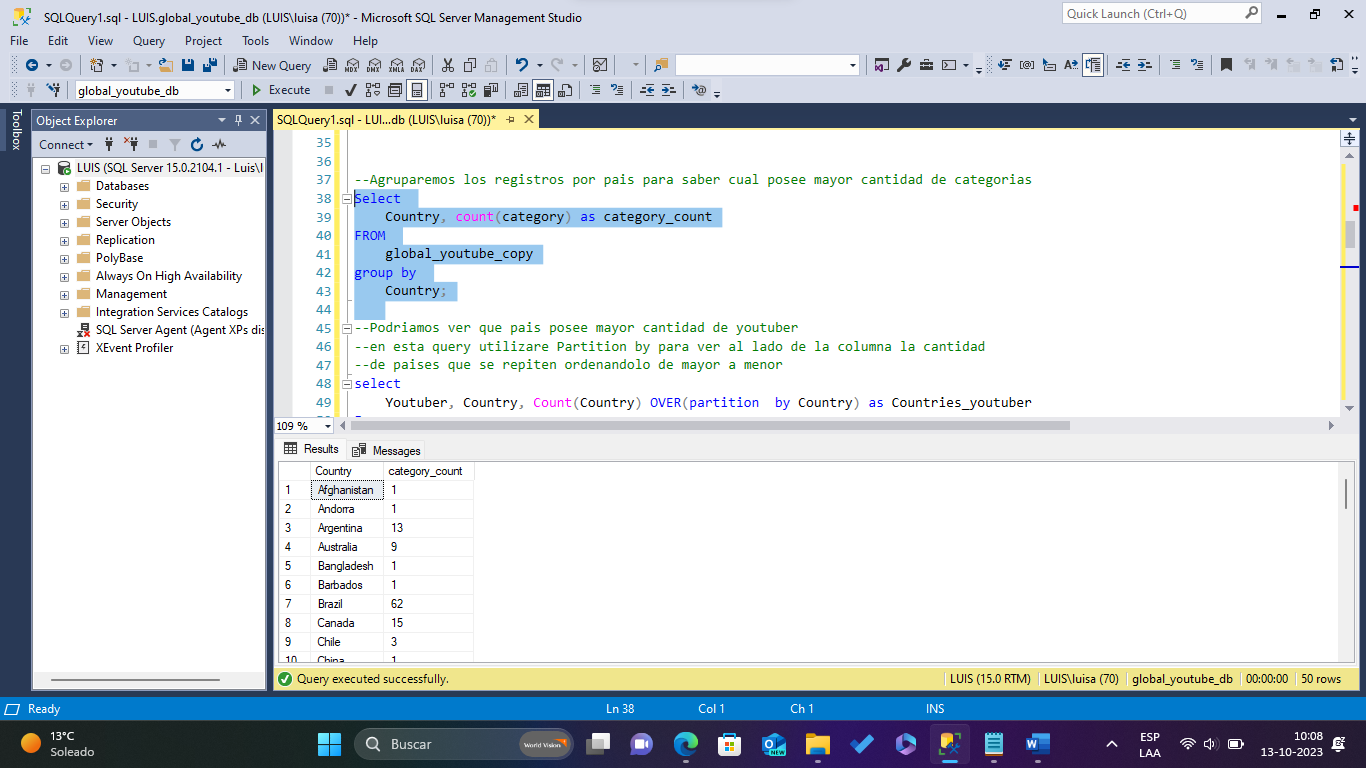 SQLQuery1.sql - LUIS.global_youtube_db (LUIS\luisa (70))* - Microsoft SQL Server Management Studio
Quick Launch (Ctrl+Q)
File Edit View Query Project Tools Window Help
New Query MDX DMX XMLA DAX
global_youtube_db Execute
Toolbox
Object Explorer
Connect
LUIS (SQL Server 15.0.2104.1 - Luis\l
Databases
Security
Server Objects
Replication
PolyBase
Always On High Availability
Management
Integration Services Catalogs
SQL Server Agent (Agent XPs dis
XEvent Profiler
SQLQuery1.sql - LUI...db (LUIS\luisa (70))*
35
36
37 --Agruparemos los registros por pais para saber cual posee mayor cantidad de categorias
38 Select
39 Country, count(category) as category_count
40 FROM
41 global_youtube_copy
42 group by
43 Country;
44
45 --Podriamos ver que pais posee mayor cantidad de youtuber
46 --en esta query utilizare Partition by para ver al lado de la columna la cantidad
47 --de paises que se repiten ordenandolo de mayor a menor
48 select
49 Youtuber, Country, Count(Country) OVER(partition by Country) as Countries_youtuber
109 %
Results Messages
Country category_count
1 Afghanistan 1
2 Andorra 1
3 Argentina 13
4 Australia 9
5 Bangladesh 1
6 Barbados 1
7 Brazil 62
8 Canada 15
9 Chile 3
10 China 1
Query executed successfully. LUIS (15.0 RTM) LUIS\luisa (70) global_youtube_db 00:00:00 50 rows
Ready Ln 38 Col 1 Ch 1 INS
13°C
Soleado
Buscar
World Vision
NEW
ESP
LAA
10:08
13-10-2023